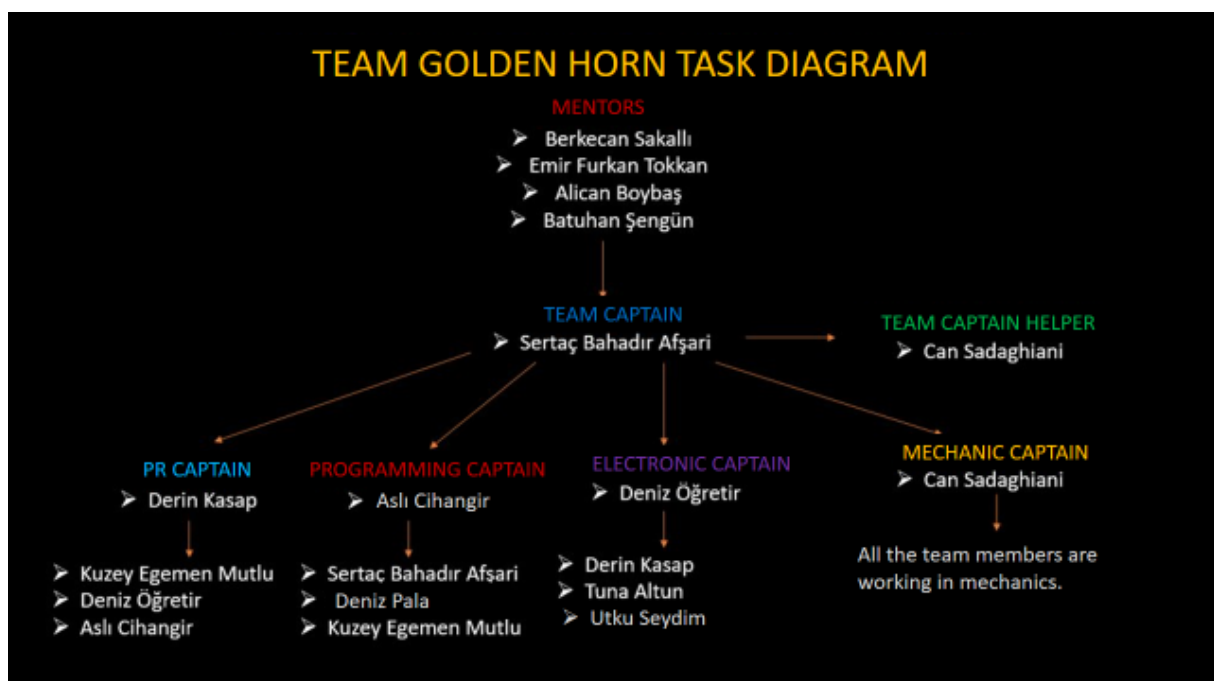 TEAM GOLDEN HORN TASK DIAGRAM
MENTORS
➢ Berkecan Sakallı
➢ Emir Furkan Tokkan
➢ Alican Boybaş
➢ Batuhan Şengün
TEAM CAPTAIN
➢ Sertaç Bahadır Afşari
TEAM CAPTAIN HELPER
➢ Can Sadaghiani
PR CAPTAIN
➢ Derin Kasap
➢ Kuzey Egemen Mutlu
➢ Deniz Öğretir
➢ Aslı Cihangir
PROGRAMMING CAPTAIN
➢ Aslı Cihangir
➢ Sertaç Bahadır Afşari
➢ Deniz Pala
➢ Kuzey Egemen Mutlu
ELECTRONIC CAPTAIN
➢ Deniz Öğretir
➢ Derin Kasap
➢ Tuna Altun
➢ Utku Seydim
MECHANIC CAPTAIN
➢ Can Sadaghiani
All the team members are
working in mechanics.